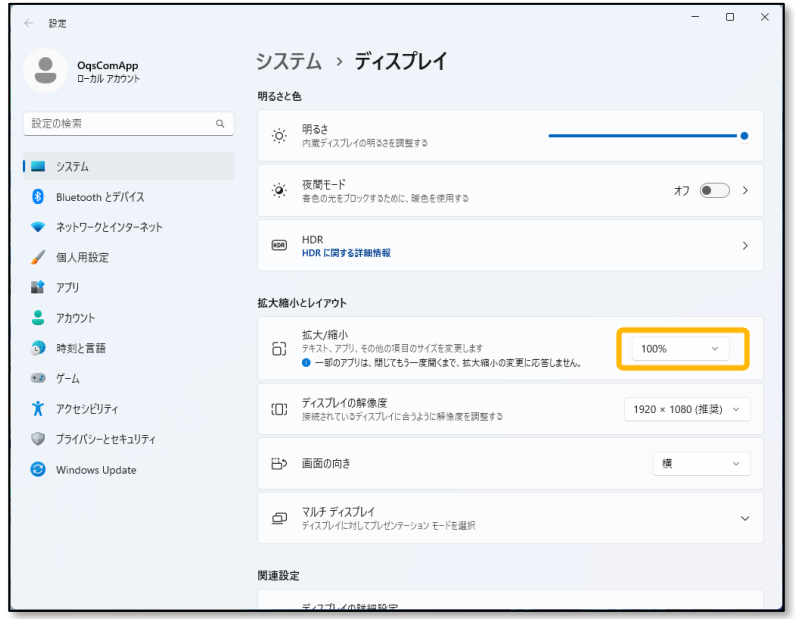 設定
OqsComApp
ローカル アカウント
設定の検索
システム
Bluetooth とデバイス
ネットワークとインターネット
個人用設定
アプリ
アカウント
時刻と言語
ゲーム
アクセシビリティ
プライバシーとセキュリティ
Windows Update
システム › ディスプレイ
明るさと色
明るさ
内蔵ディスプレイの明るさを調整する
夜間モード
青色の光をブロックするために、暖色を使用する
オフ
HDR
HDR
HDR に関する詳細情報
拡大縮小とレイアウト
拡大/縮小
テキスト、アプリ、その他の項目のサイズを変更します
一部のアプリは、閉じてもう一度開くまで、拡大縮小の変更に応答しません。
100%
ディスプレイの解像度
接続されているディスプレイに合うように解像度を調整する
1920 × 1080 (推奨)
画面の向き
横
マルチ ディスプレイ
ディスプレイに対してプレゼンテーション モードを選択
関連設定
ディスプレイの詳細設定